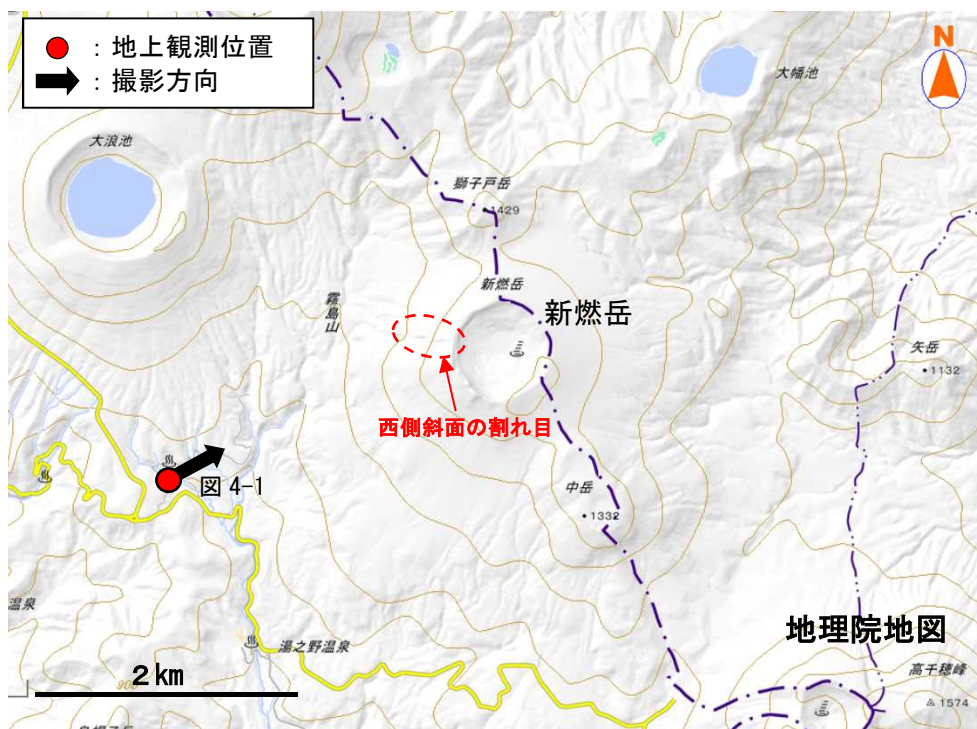 ：地上観測位置
：撮影方向
N
大幡池
大浪池
獅子戸岳
1429
新燃岳
新燃岳
霧島山
矢岳
1132
西側斜面の割れ目
図 4-1
中岳
1332
温泉
湯之野温泉
地理院地図
2km
900
高千穂峰
1574